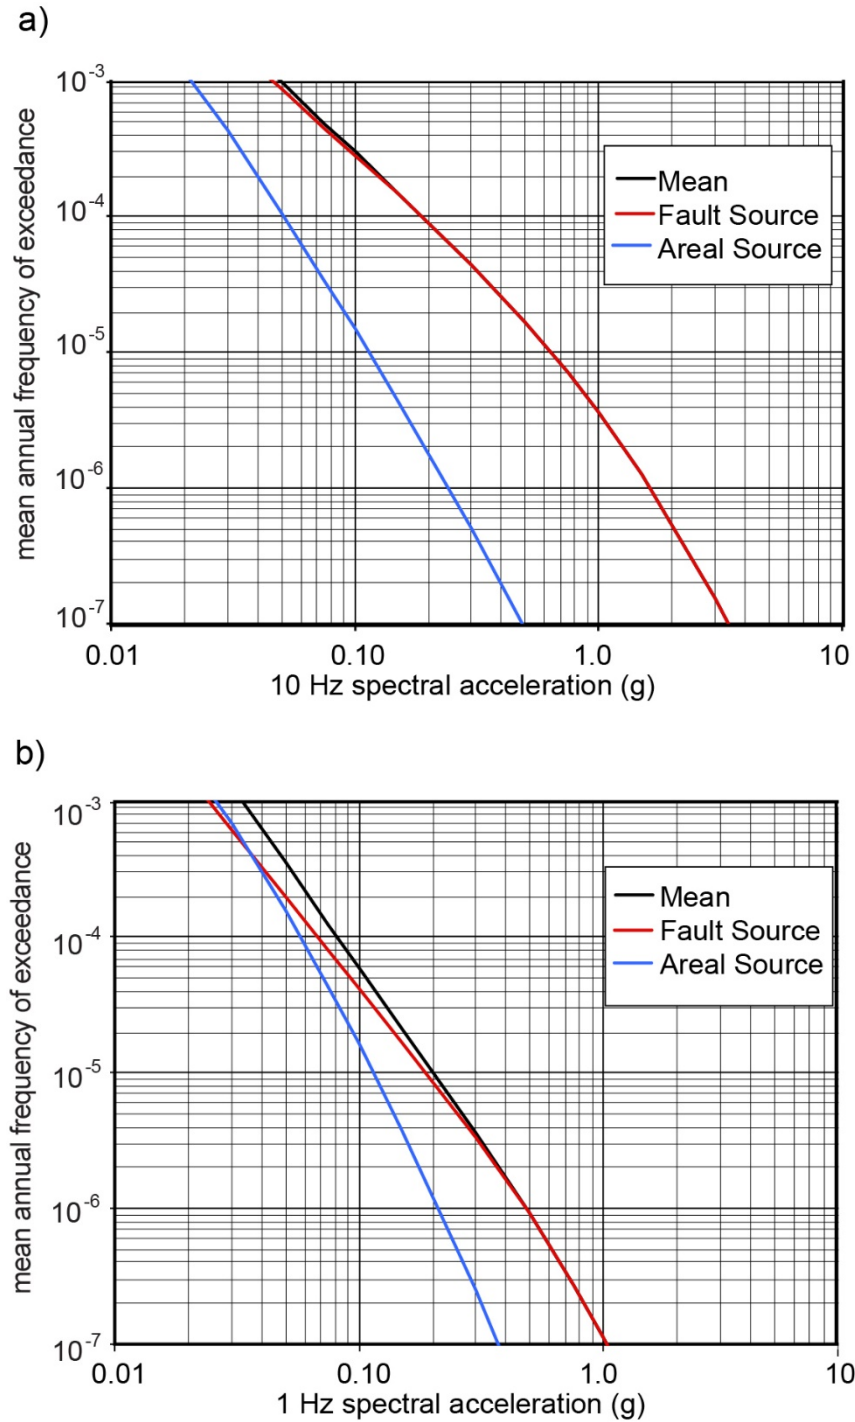 a)
mean annual frequency of exceedance
10-3
10-4
10-5
10-6
10-7
Mean
Fault Source
Areal Source
0.01 0.10 1.0 10
10 Hz spectral acceleration (g)
b)
mean annual frequency of exceedance
10-3
10-4
10-5
10-6
10-7
Mean
Fault Source
Areal Source
0.01 0.10 1.0 10
1 Hz spectral acceleration (g)